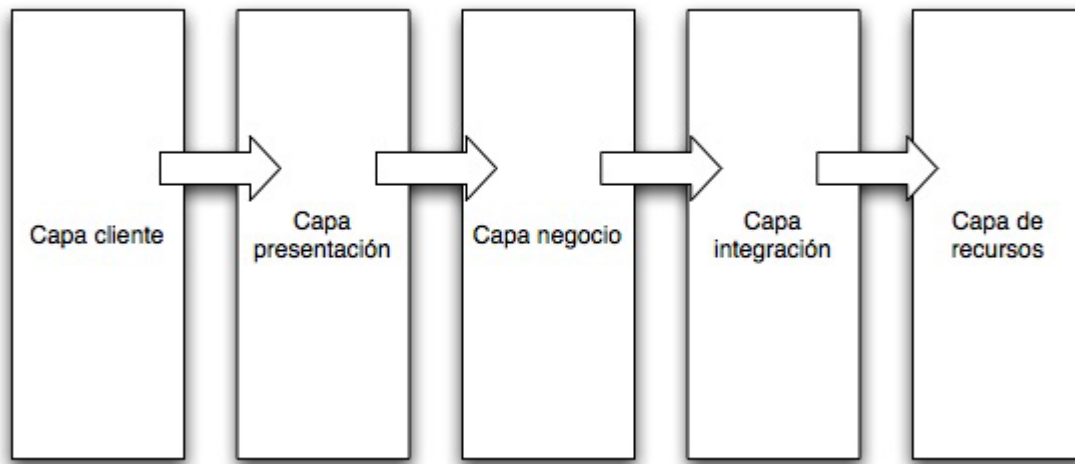 Capa cliente
Capa
presentación
Capa negocio
Capa
integración
Capa de
recursos